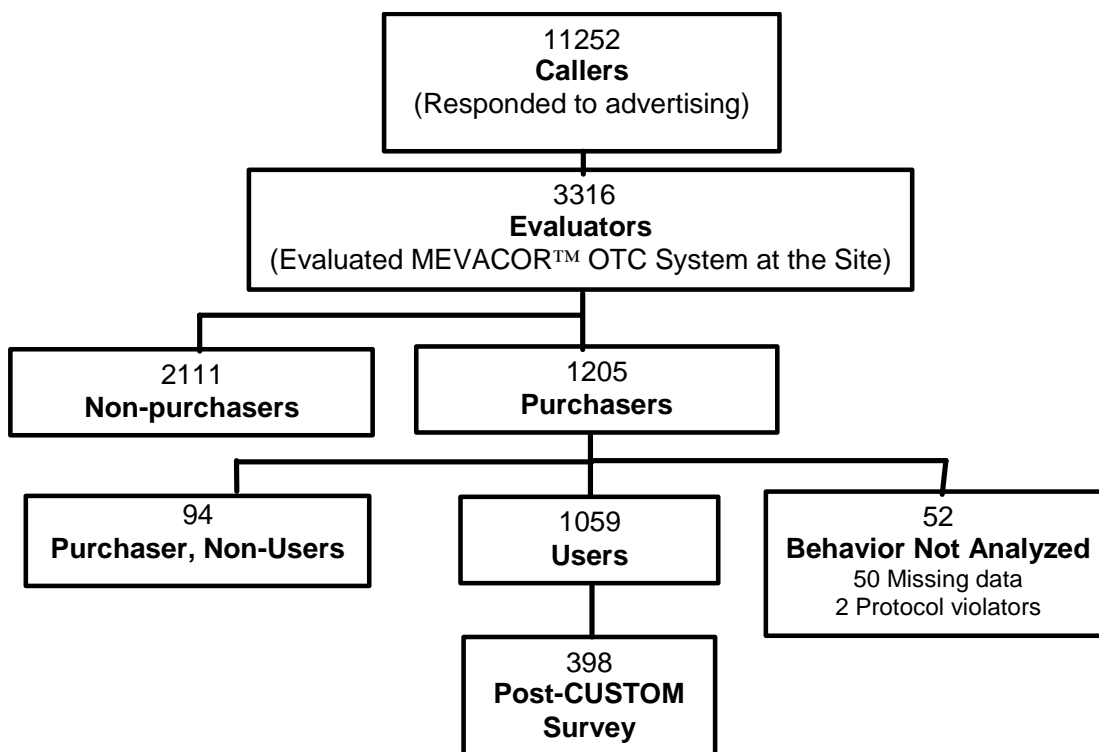 11252
Callers
(Responded to advertising)
3316
Evaluators
(Evaluated MEVACOR™ OTC System at the Site)
2111
Non-purchasers
1205
Purchasers
94
Purchaser, Non-Users
1059
Users
52
Behavior Not Analyzed
50 Missing data
2 Protocol violators
398
Post-CUSTOM
Survey